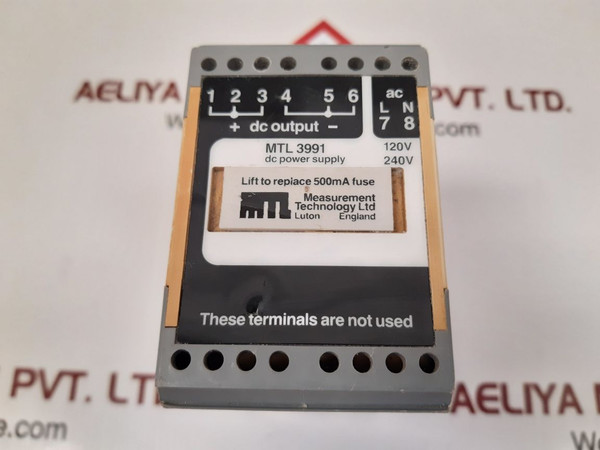 AELIYA
PVT. LTD.
1 2 3 4 5 6
+ dc output −
ac
L N
7 8
MTL 3991
dc power supply
120V
240V
Lift to replace 500mA fuse
MTL
Measurement
Technology Ltd
Luton England
These terminals are not used
PVT. LTD.
AELIYA
.com
We